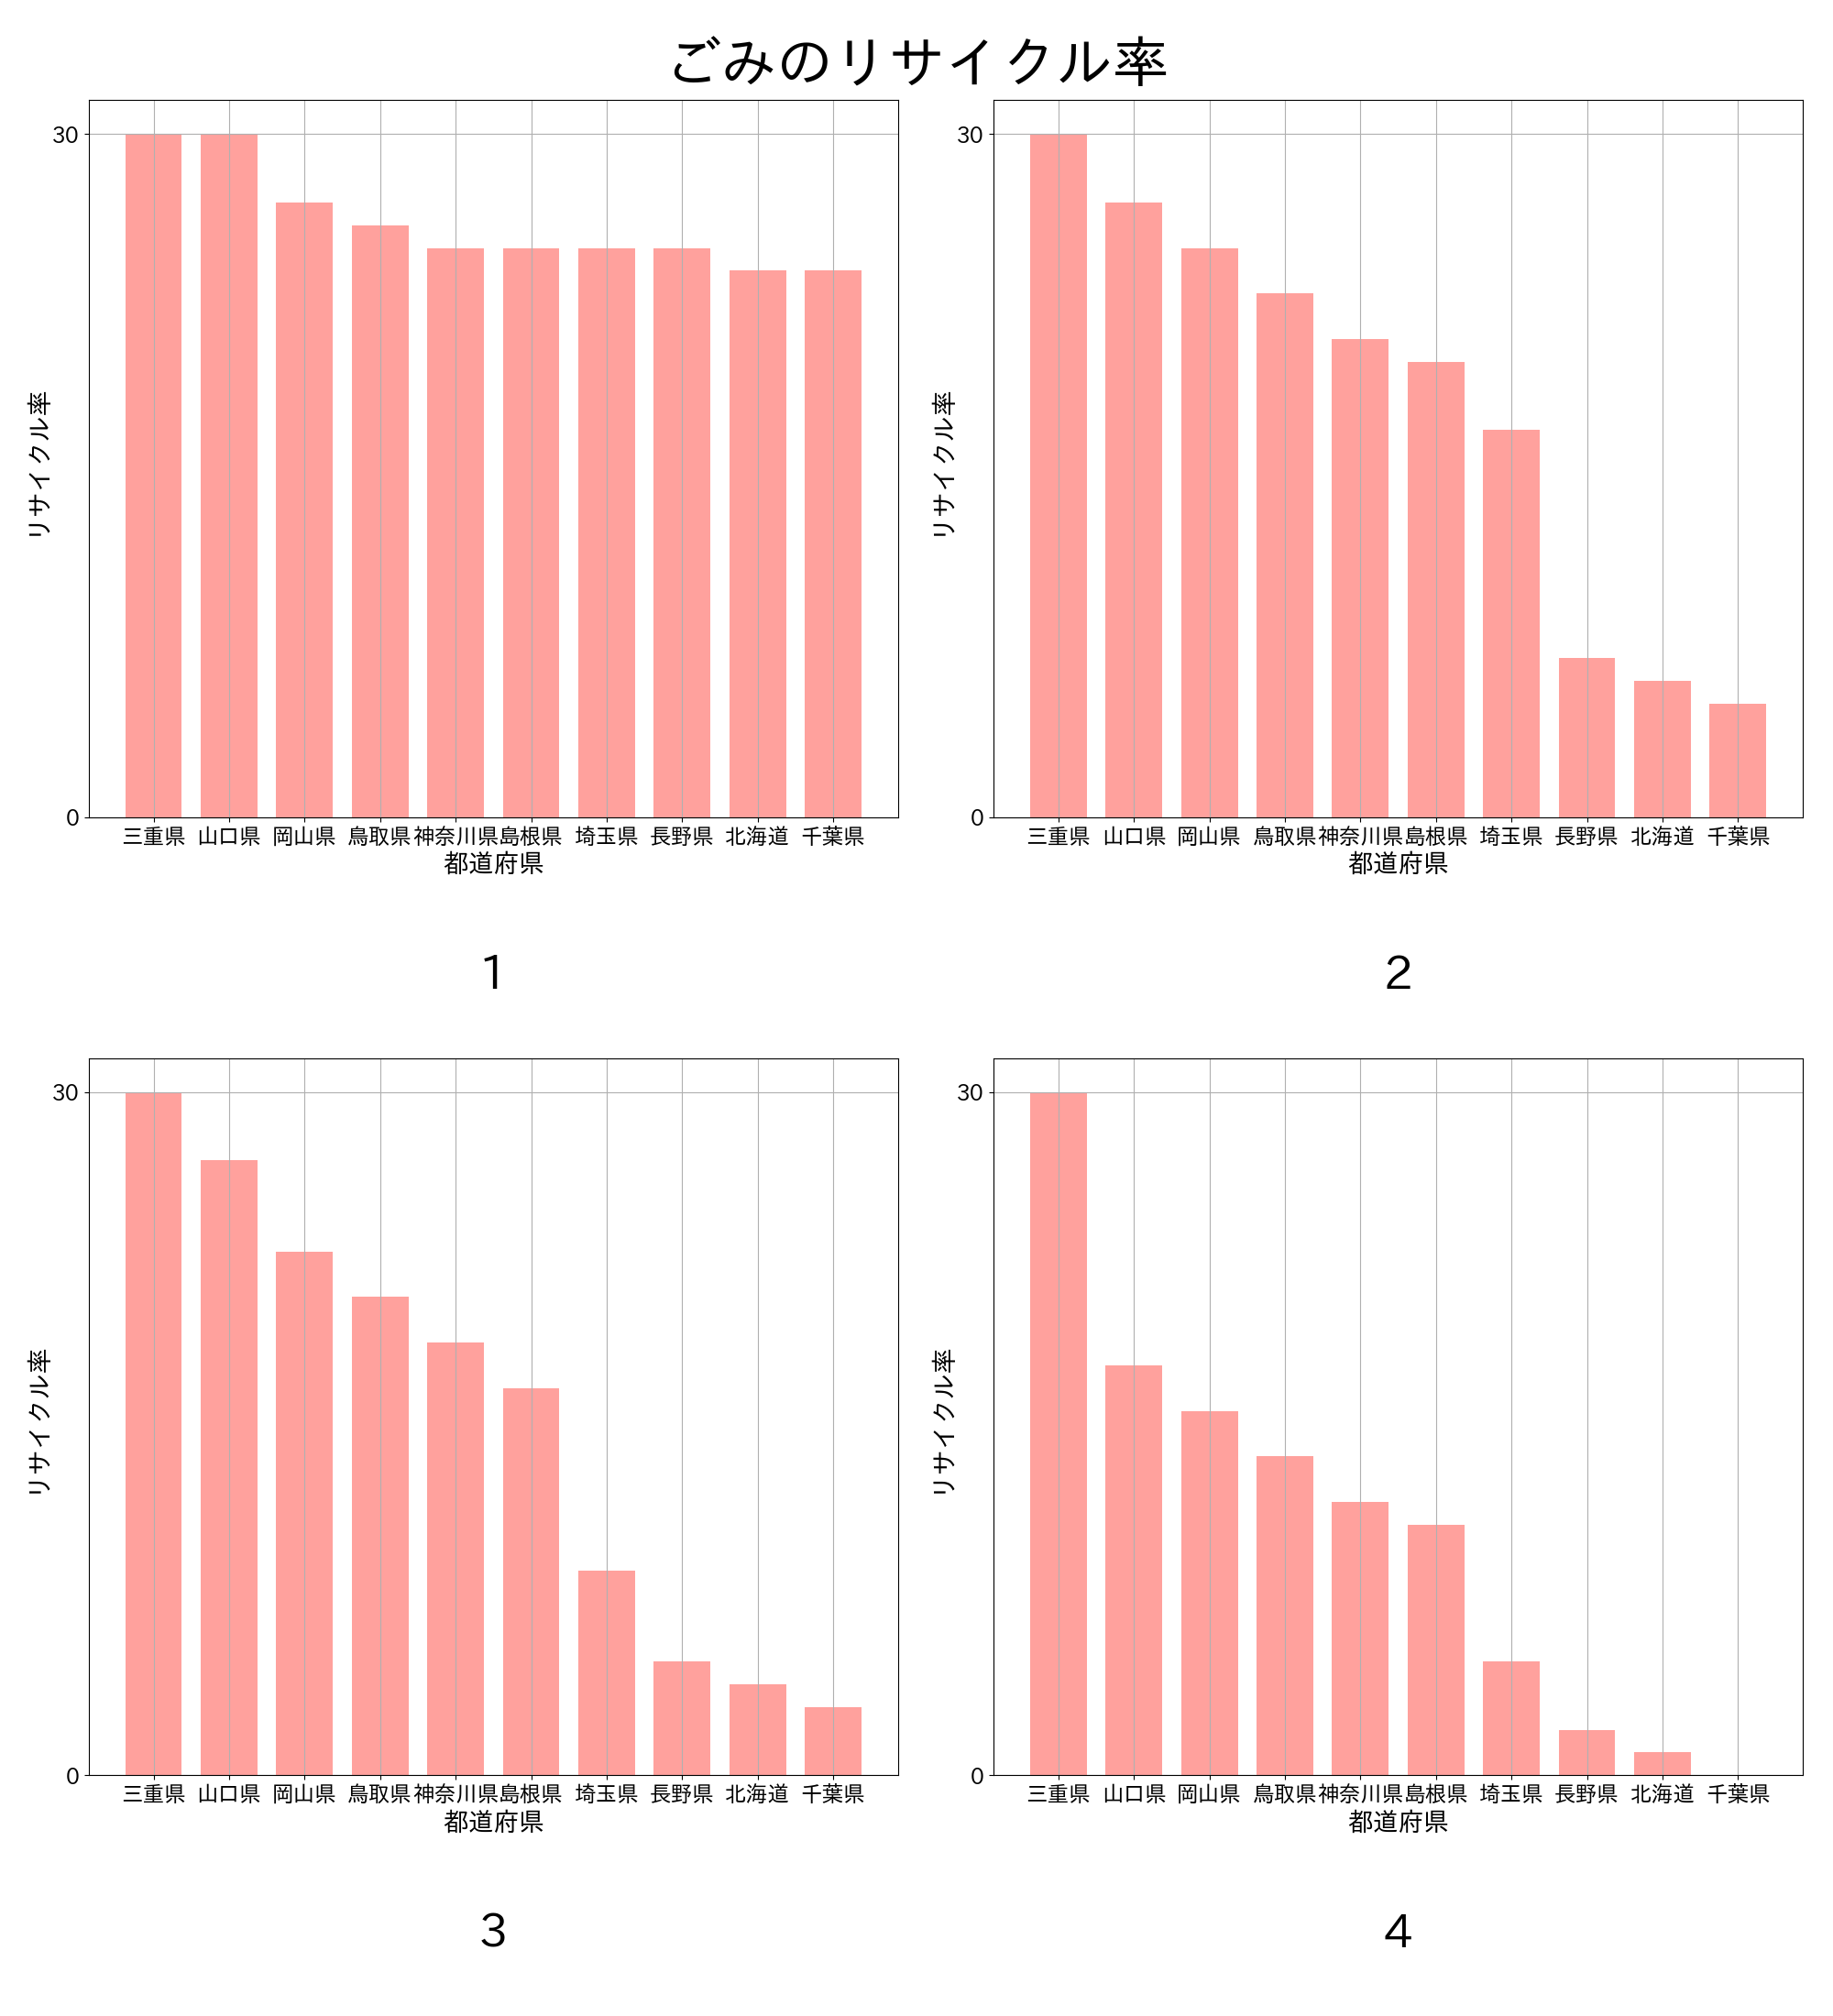 ごみのリサイクル率
30
0
リサイクル率
三重県 山口県 岡山県 鳥取県 神奈川県 島根県 埼玉県 長野県 北海道 千葉県
都道府県
1
30
0
リサイクル率
三重県 山口県 岡山県 鳥取県 神奈川県 島根県 埼玉県 長野県 北海道 千葉県
都道府県
2
30
0
リサイクル率
三重県 山口県 岡山県 鳥取県 神奈川県 島根県 埼玉県 長野県 北海道 千葉県
都道府県
3
30
0
リサイクル率
三重県 山口県 岡山県 鳥取県 神奈川県 島根県 埼玉県 長野県 北海道 千葉県
都道府県
4